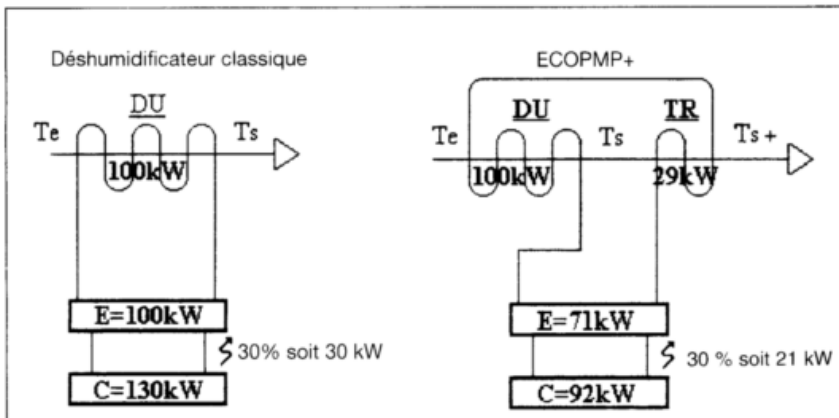 Déshumidificateur classique
DU
Te
Ts
100kW
E=100kW
30% soit 30 kW
C=130kW
ECOPMP+
DU
TR
Te
Ts
Ts+
100kW
29kW
E=71kW
30 % soit 21 kW
C=92kW